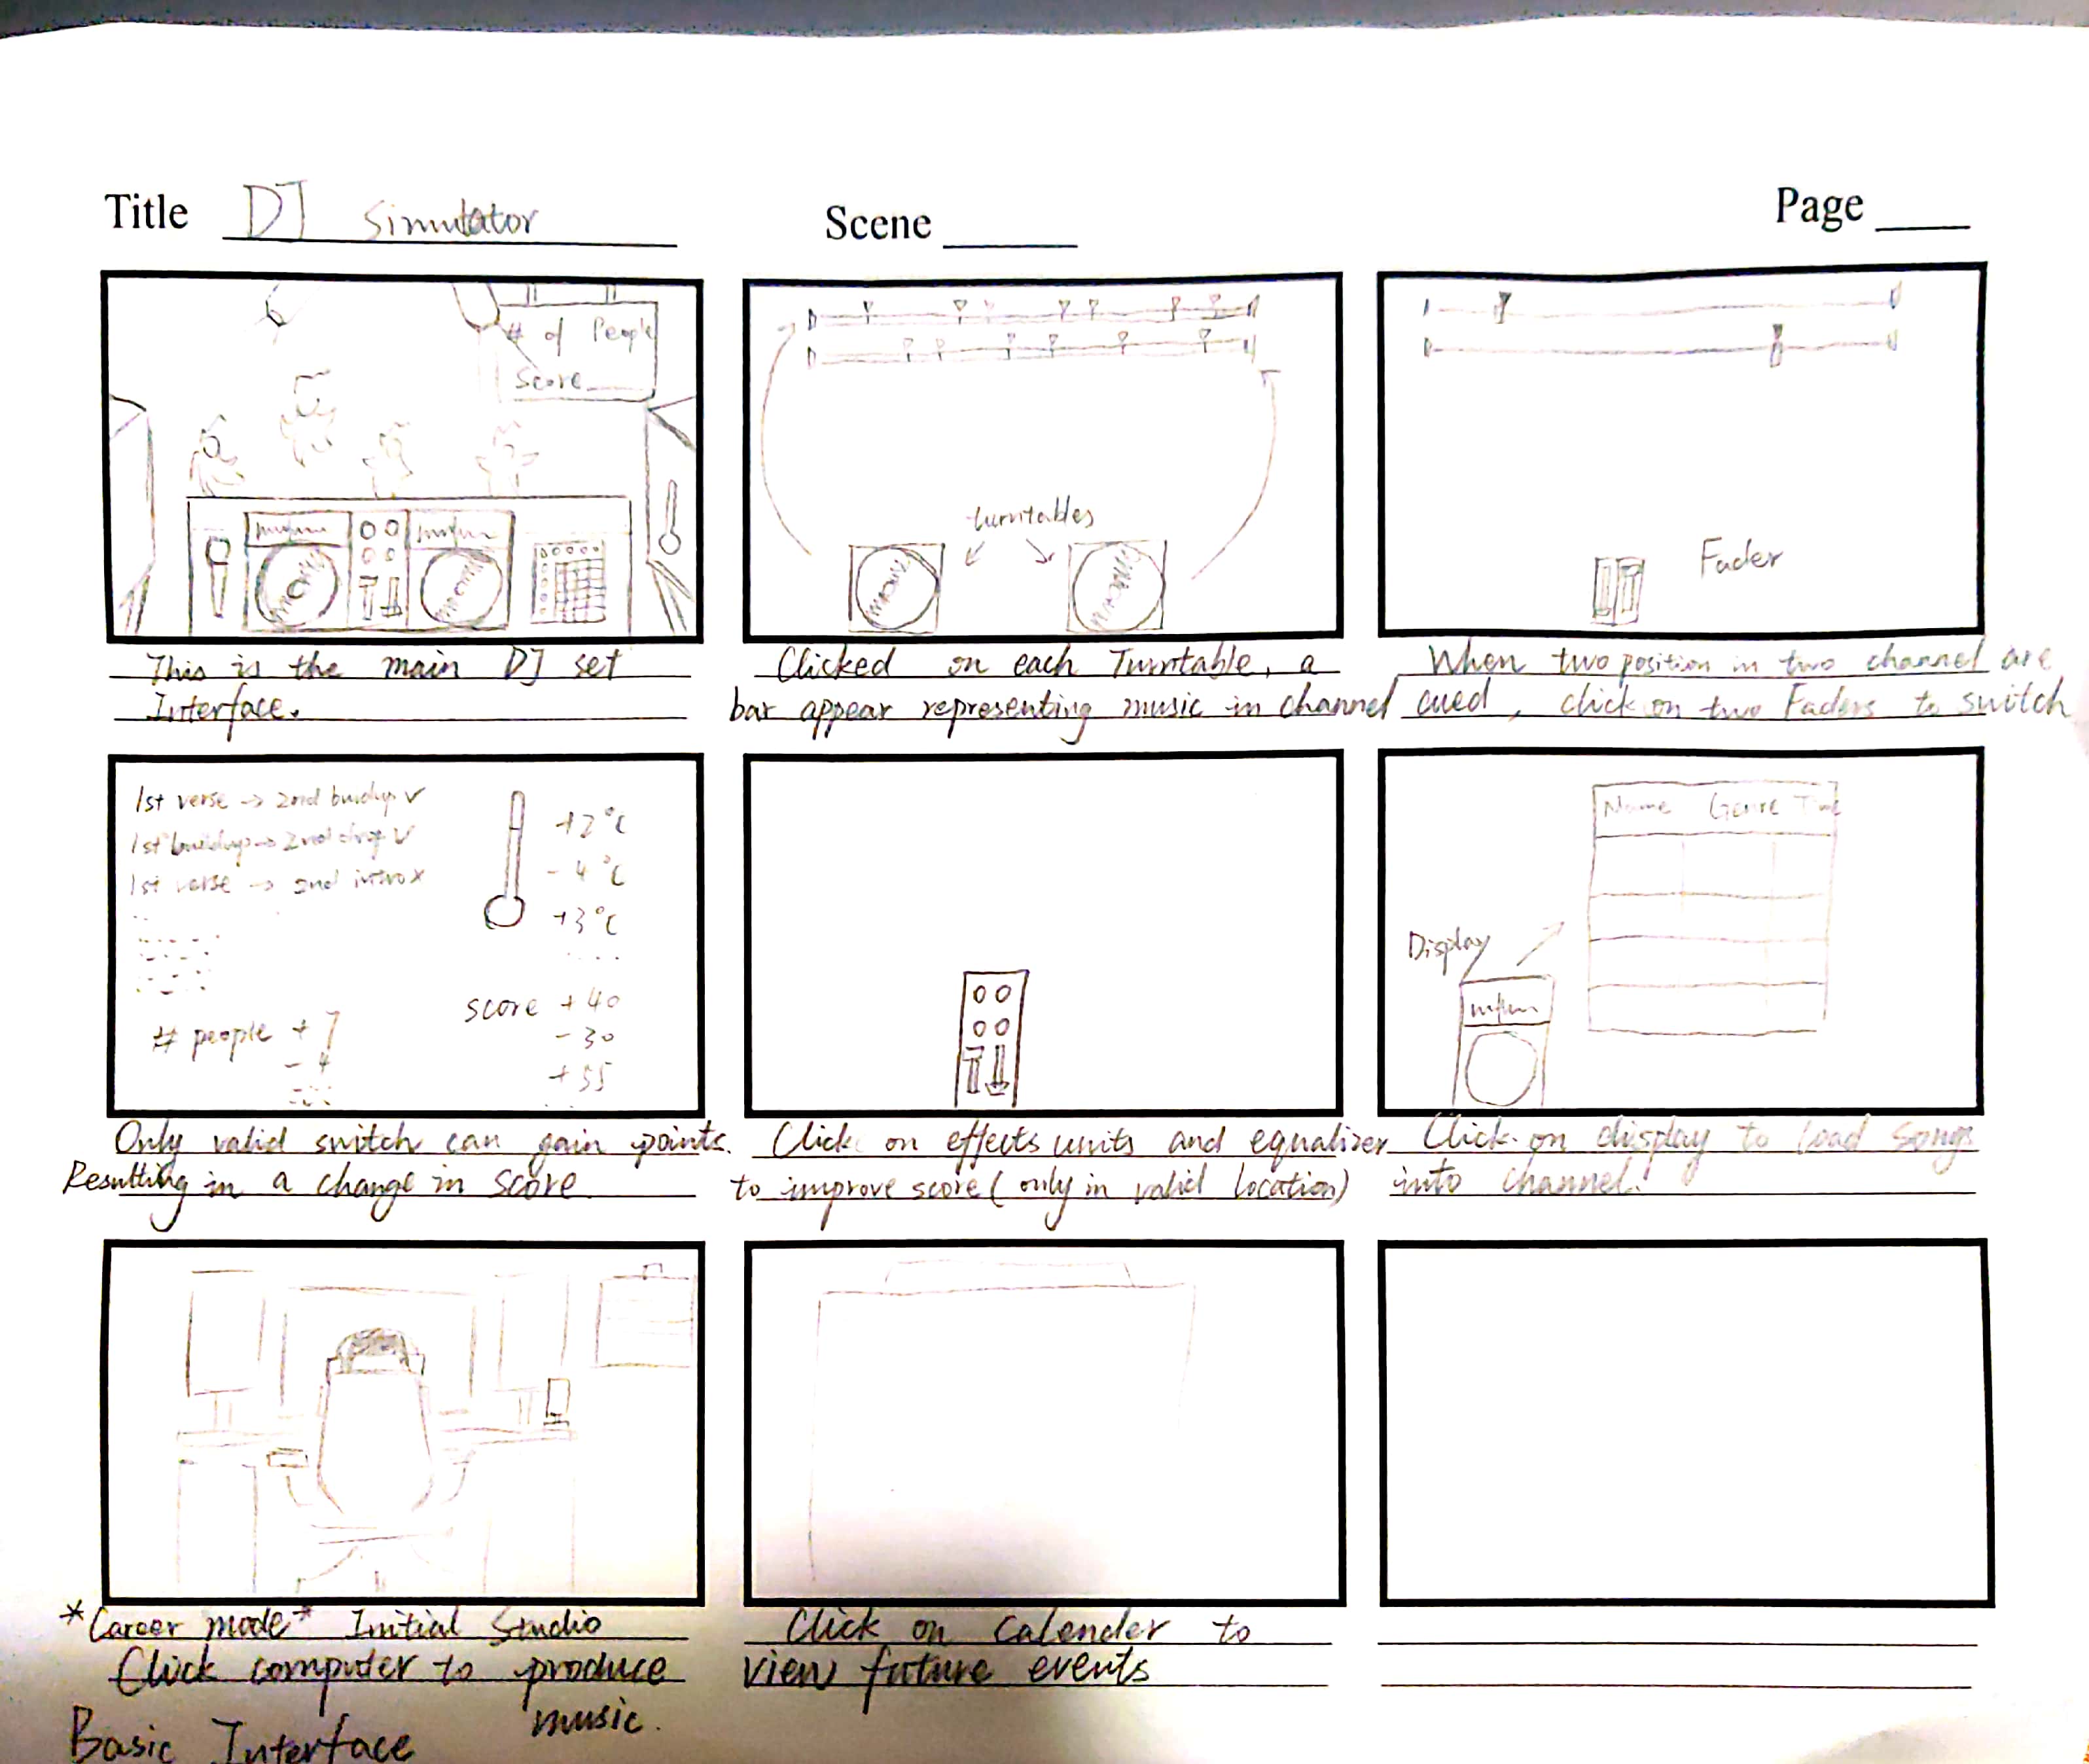 Title DJ Simulator
Scene
Page
# of People
Score
This is the main DJ set
Interface.
turntables
Clicked on each Turntable, a
bar appear representing music in channel
Fader
When two position in two channel are
cued, click on two Faders to switch
1st verse → 2nd buildup ✓
1st buildup → 2nd drop ✓
1st verse → 2nd intro x
+2°C
- 4°C
+3°C
# people + 7
- 4
score + 40
- 30
+ 55
Only valid switch can gain points.
Resulting in a change in score
Click on effects units and equalizer
to improve score (only in valid location)
Name Genre Time
Display
Click on display to load songs
into channel.
*Career mode* Initial Studio
Click computer to produce
music.
Click on Calender to
view future events
Basic Interface